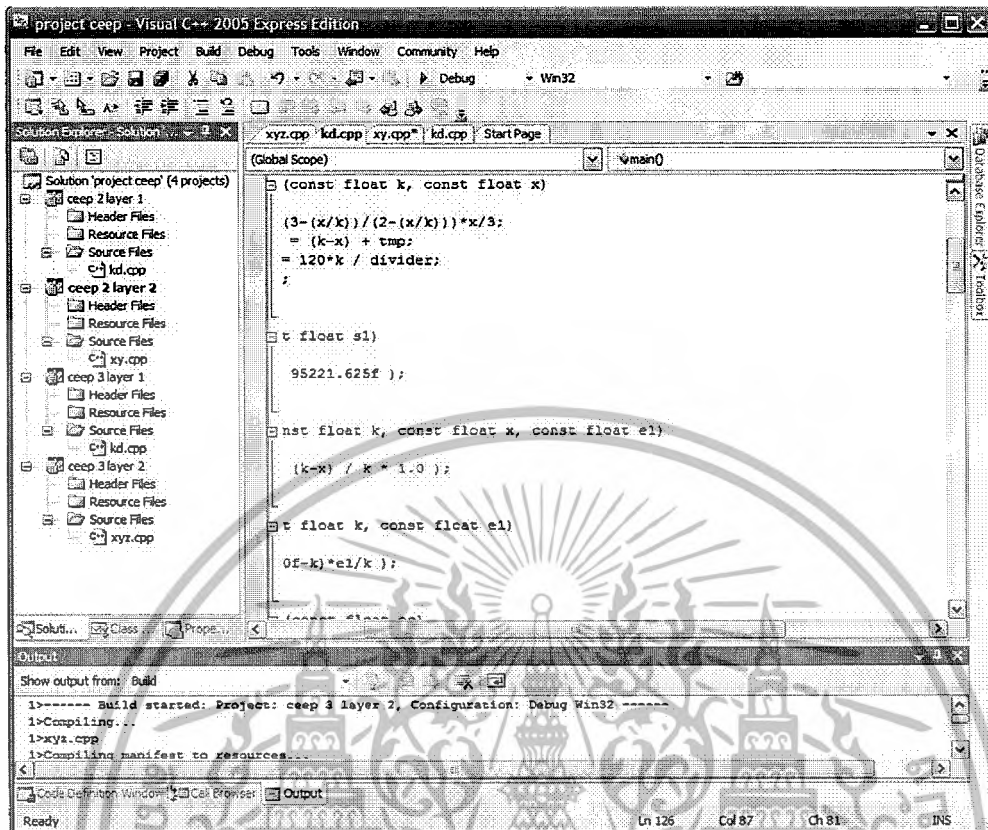 project ceep - Visual C++ 2005 Express Edition
File Edit View Project Build Debug Tools Window Community Help
Debug Win32
Solution Explorer - Solution ...
xyz.cpp kd.cpp xy.cpp* kd.cpp Start Page
(Global Scope) main()
Solution 'project ceep' (4 projects)
ceep 2 layer 1
Header Files
Resource Files
Source Files
kd.cpp
ceep 2 layer 2
Header Files
Resource Files
Source Files
xy.cpp
ceep 3 layer 1
Header Files
Resource Files
Source Files
kd.cpp
ceep 3 layer 2
Header Files
Resource Files
Source Files
xyz.cpp
(const float k, const float x)
(3-(x/k))/(2-(x/k)))*x/3;
= (k-x) + tmp;
= 120*k / divider;
;
t float s1)
95221.625f );
nst float k, const float x, const float e1)
(k-x) / k * 1.0 );
t float k, const float e1)
0f-k)*e1/k );
Database Explorer Toolbox
Soluti... Class ... Prope...
Output
Show output from: Build
1>------ Build started: Project: ceep 3 layer 2, Configuration: Debug Win32 ------
1>Compiling...
1>xyz.cpp
1>Compiling manifest to resources...
Code Definition Window Call Browser Output
Ready Ln 126 Col 87 Ch 81 INS